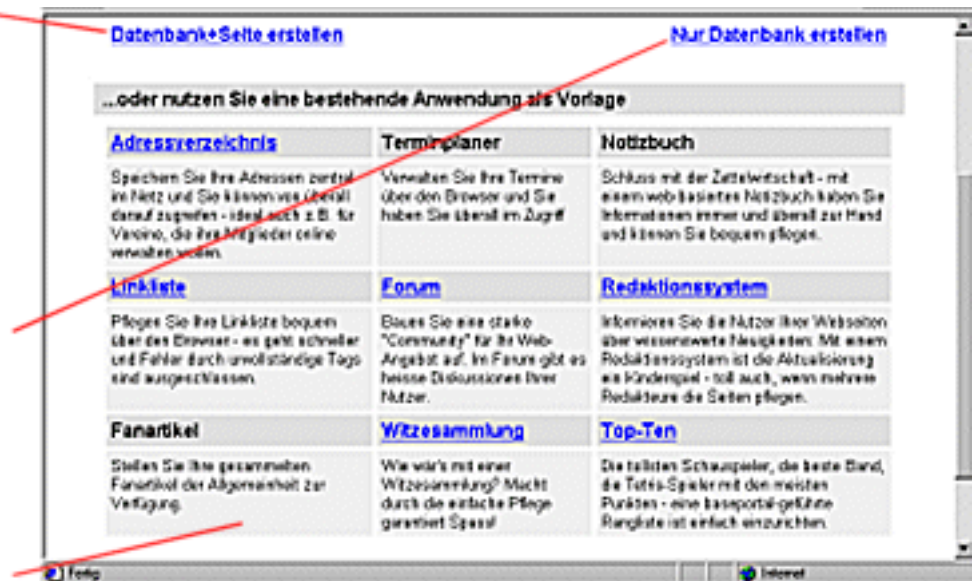 Datenbank+Seite erstellen
Nur Datenbank erstellen
...oder nutzen Sie eine bestehende Anwendung als Vorlage
Adressverzeichnis
Speichern Sie Ihre Adressen zentral
im Netz und Sie können von überall
darauf zugreifen - ideal auch z.B. für
Vereine, die ihre Mitglieder online
verwalten wollen.
Terminplaner
Verwalten Sie Ihre Termine
über den Browser und Sie
haben Sie überall im Zugriff
Notizbuch
Schluss mit der Zettelwirtschaft - mit
einem web basierten Notizbuch haben Sie
Informationen immer und überall zur Hand
und können Sie bequem pflegen.
Linkliste
Pflegen Sie Ihre Linkliste bequem
über den Browser - es geht schneller
und Fehler durch unvollständige Tags
sind ausgeschlossen.
Forum
Bauen Sie eine starke
"Community" für Ihr Web-
Angebot auf. Im Forum gibt es
heisse Diskussionen Ihrer
Nutzer.
Redaktionssystem
Informieren Sie die Nutzer Ihrer Webseiten
über wissenswerte Neuigkeiten: Mit einem
Redaktionssystem ist die Aktualisierung
ein Kinderspiel - toll auch, wenn mehrere
Redakteure die Seiten pflegen.
Fanartikel
Stellen Sie Ihre gesammelten
Fanartikel der Allgemeinheit zur
Verfügung.
Witzesammlung
Wie wär's mit einer
Witzesammlung? Macht
durch die einfache Pflege
garantiert Spass!
Top-Ten
Die tollsten Schauspieler, die beste Band,
die Tetris-Spieler mit den meisten
Punkten - eine baseportal-geführte
Rangliste ist einfach einzurichten.
Fertig
Internet